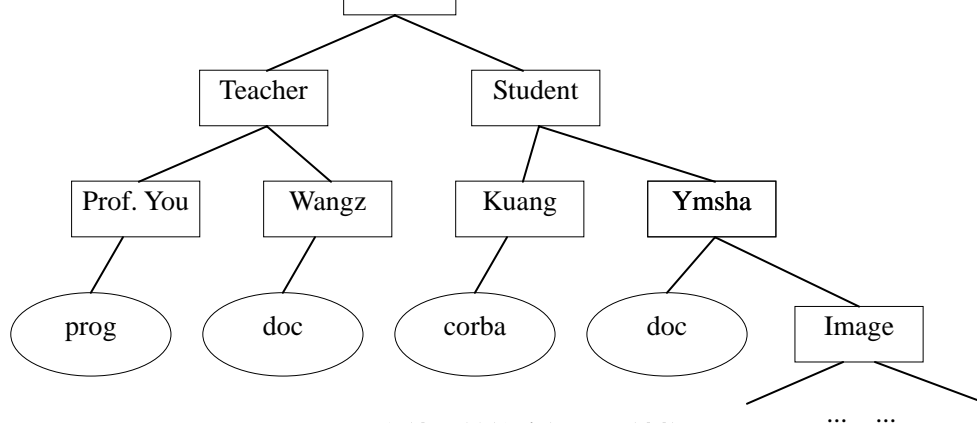 Teacher Student
Prof. You Wangz Kuang Ymsha
prog doc corba doc Image
... ...